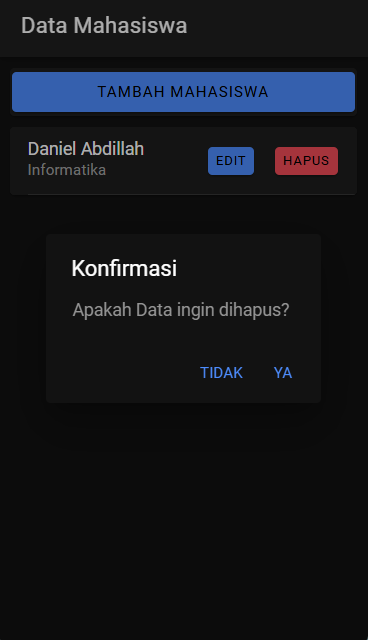 Data Mahasiswa
TAMBAH MAHASISWA
Daniel Abdillah
Informatika
EDIT
HAPUS
Konfirmasi
Apakah Data ingin dihapus?
TIDAK
YA